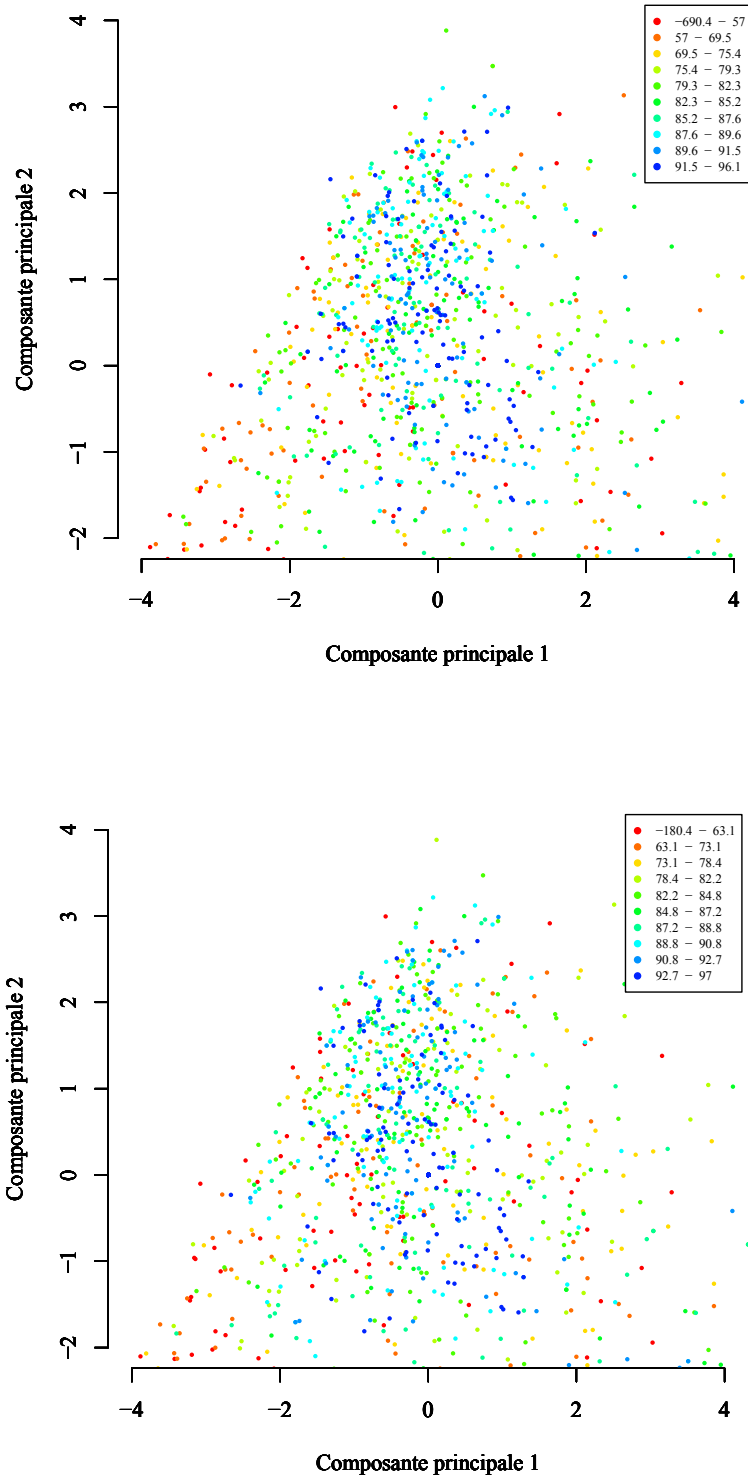 4
3
2
1
0
−1
−2
Composante principale 2
−690.4 − 57
57 − 69.5
69.5 − 75.4
75.4 − 79.3
79.3 − 82.3
82.3 − 85.2
85.2 − 87.6
87.6 − 89.6
89.6 − 91.5
91.5 − 96.1
−4 −2 0 2 4
Composante principale 1
4
3
2
1
0
−1
−2
Composante principale 2
−180.4 − 63.1
63.1 − 73.1
73.1 − 78.4
78.4 − 82.2
82.2 − 84.8
84.8 − 87.2
87.2 − 88.8
88.8 − 90.8
90.8 − 92.7
92.7 − 97
−4 −2 0 2 4
Composante principale 1